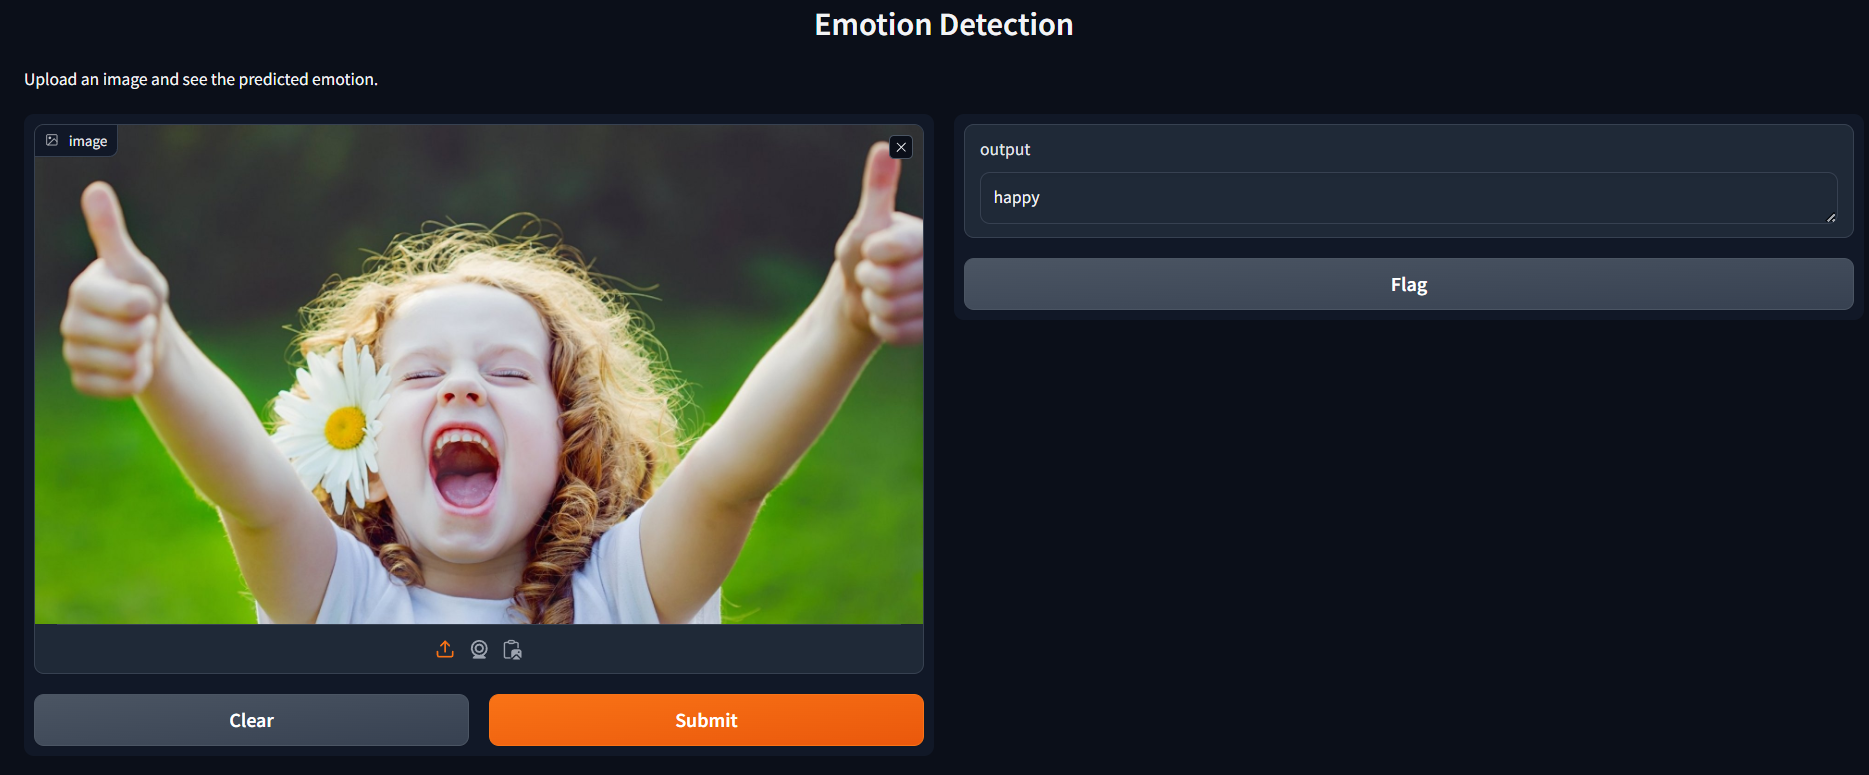 Emotion Detection
Upload an image and see the predicted emotion.
image
output
happy
Flag
Clear
Submit